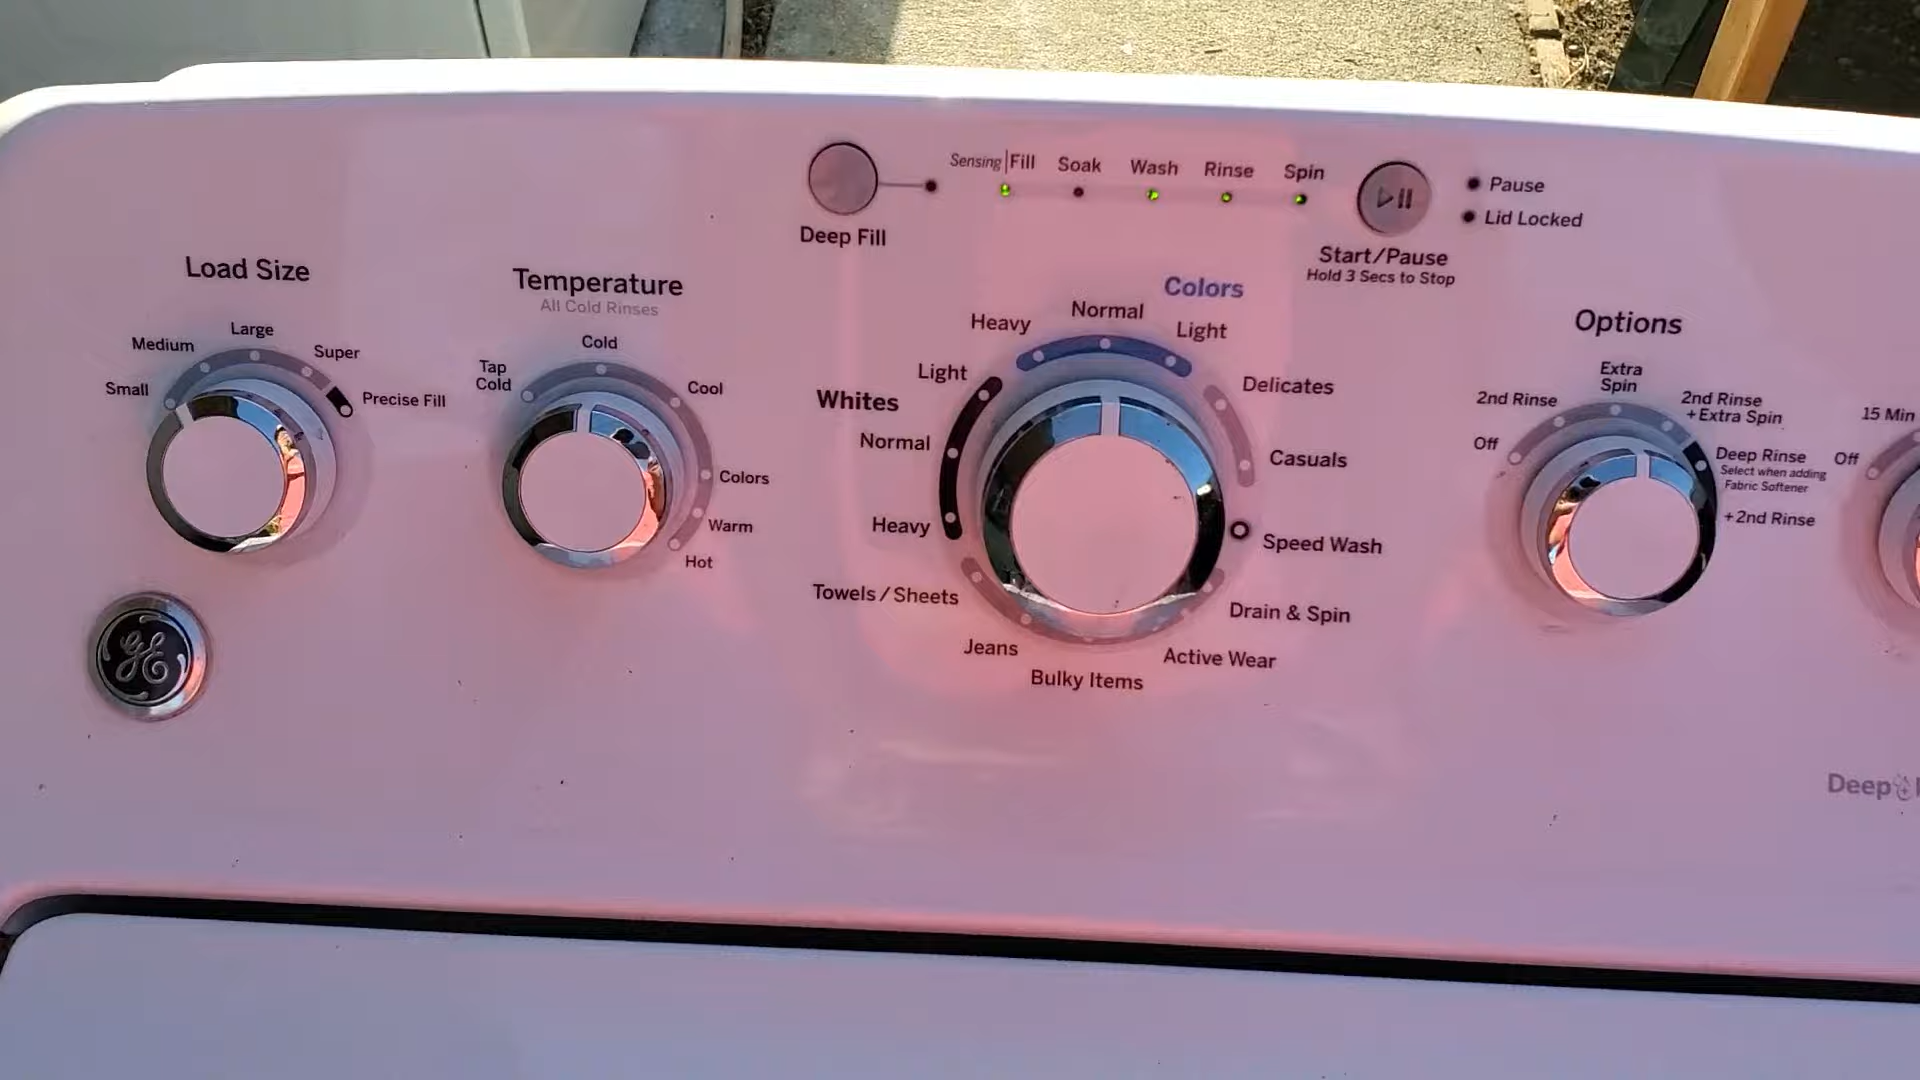 Sensing | Fill
Soak
Wash
Rinse
Spin
Deep Fill
Pause
Lid Locked
Start/Pause
Hold 3 Secs to Stop
Load Size
Small
Medium
Large
Super
Precise Fill
Temperature
All Cold Rinses
Tap
Cold
Cold
Cool
Colors
Warm
Hot
Colors
Heavy
Normal
Light
Whites
Light
Normal
Heavy
Towels / Sheets
Jeans
Bulky Items
Active Wear
Drain & Spin
Speed Wash
Casuals
Delicates
Options
Off
2nd Rinse
Extra
Spin
2nd Rinse
+Extra Spin
Deep Rinse
Select when adding
Fabric Softener
+2nd Rinse
15 Min
Off
GE
Deep